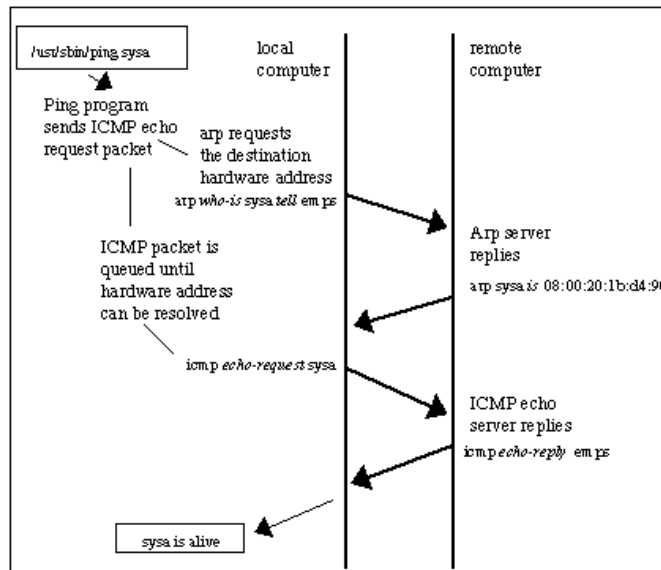 /usr/sbin/ping sysa
local
computer
remote
computer
Ping program
sends ICMP echo
request packet
arp requests
the destination
hardware address
arp who-is sysa tell emps
Arp server
replies
arp sysa is 08:00:20:1b:d4:90
ICMP packet is
queued until
hardware address
can be resolved
icmp echo-request sysa
ICMP echo
server replies
icmp echo-reply emps
sysa is alive